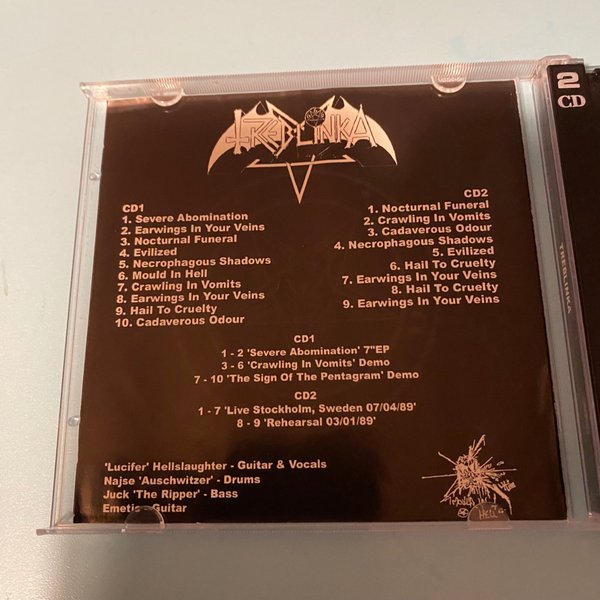 TREBLINKA
CD1
1. Severe Abomination
2. Earwings In Your Veins
3. Nocturnal Funeral
4. Evilized
5. Necrophagous Shadows
6. Mould In Hell
7. Crawling In Vomits
8. Earwings In Your Veins
9. Hail To Cruelty
10. Cadaverous Odour
CD2
1. Nocturnal Funeral
2. Crawling In Vomits
3. Cadaverous Odour
4. Necrophagous Shadows
5. Evilized
6. Hail To Cruelty
7. Earwings In Your Veins
8. Hail To Cruelty
9. Earwings In Your Veins
CD1
1 - 2 'Severe Abomination' 7"EP
3 - 6 'Crawling In Vomits' Demo
7 - 10 'The Sign Of The Pentagram' Demo
CD2
1 - 7 'Live Stockholm, Sweden 07/04/89'
8 - 9 'Rehearsal 03/01/89'
'Lucifer' Hellslaughter - Guitar & Vocals
Najse 'Auschwitzer' - Drums
Juck 'The Ripper' - Bass
Emetic - Guitar
2
CD
TREBLINKA